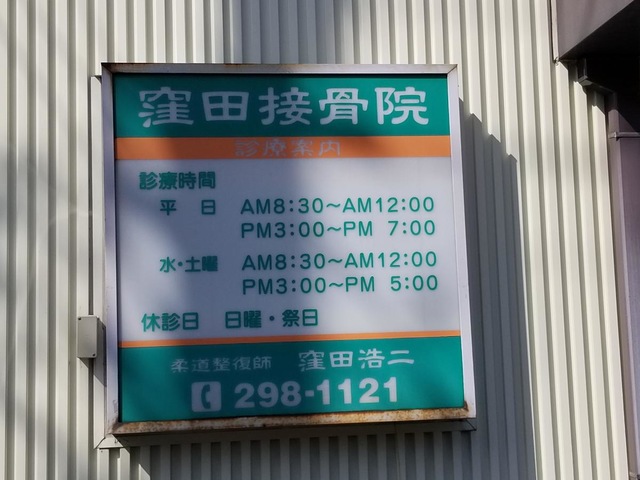 窪田接骨院
診療案内
診療時間
平 日 AM8:30~AM12:00
PM3:00~PM 7:00
水・土曜 AM8:30~AM12:00
PM3:00~PM 5:00
休診日 日曜・祭日
柔道整復師 窪田浩二
298-1121